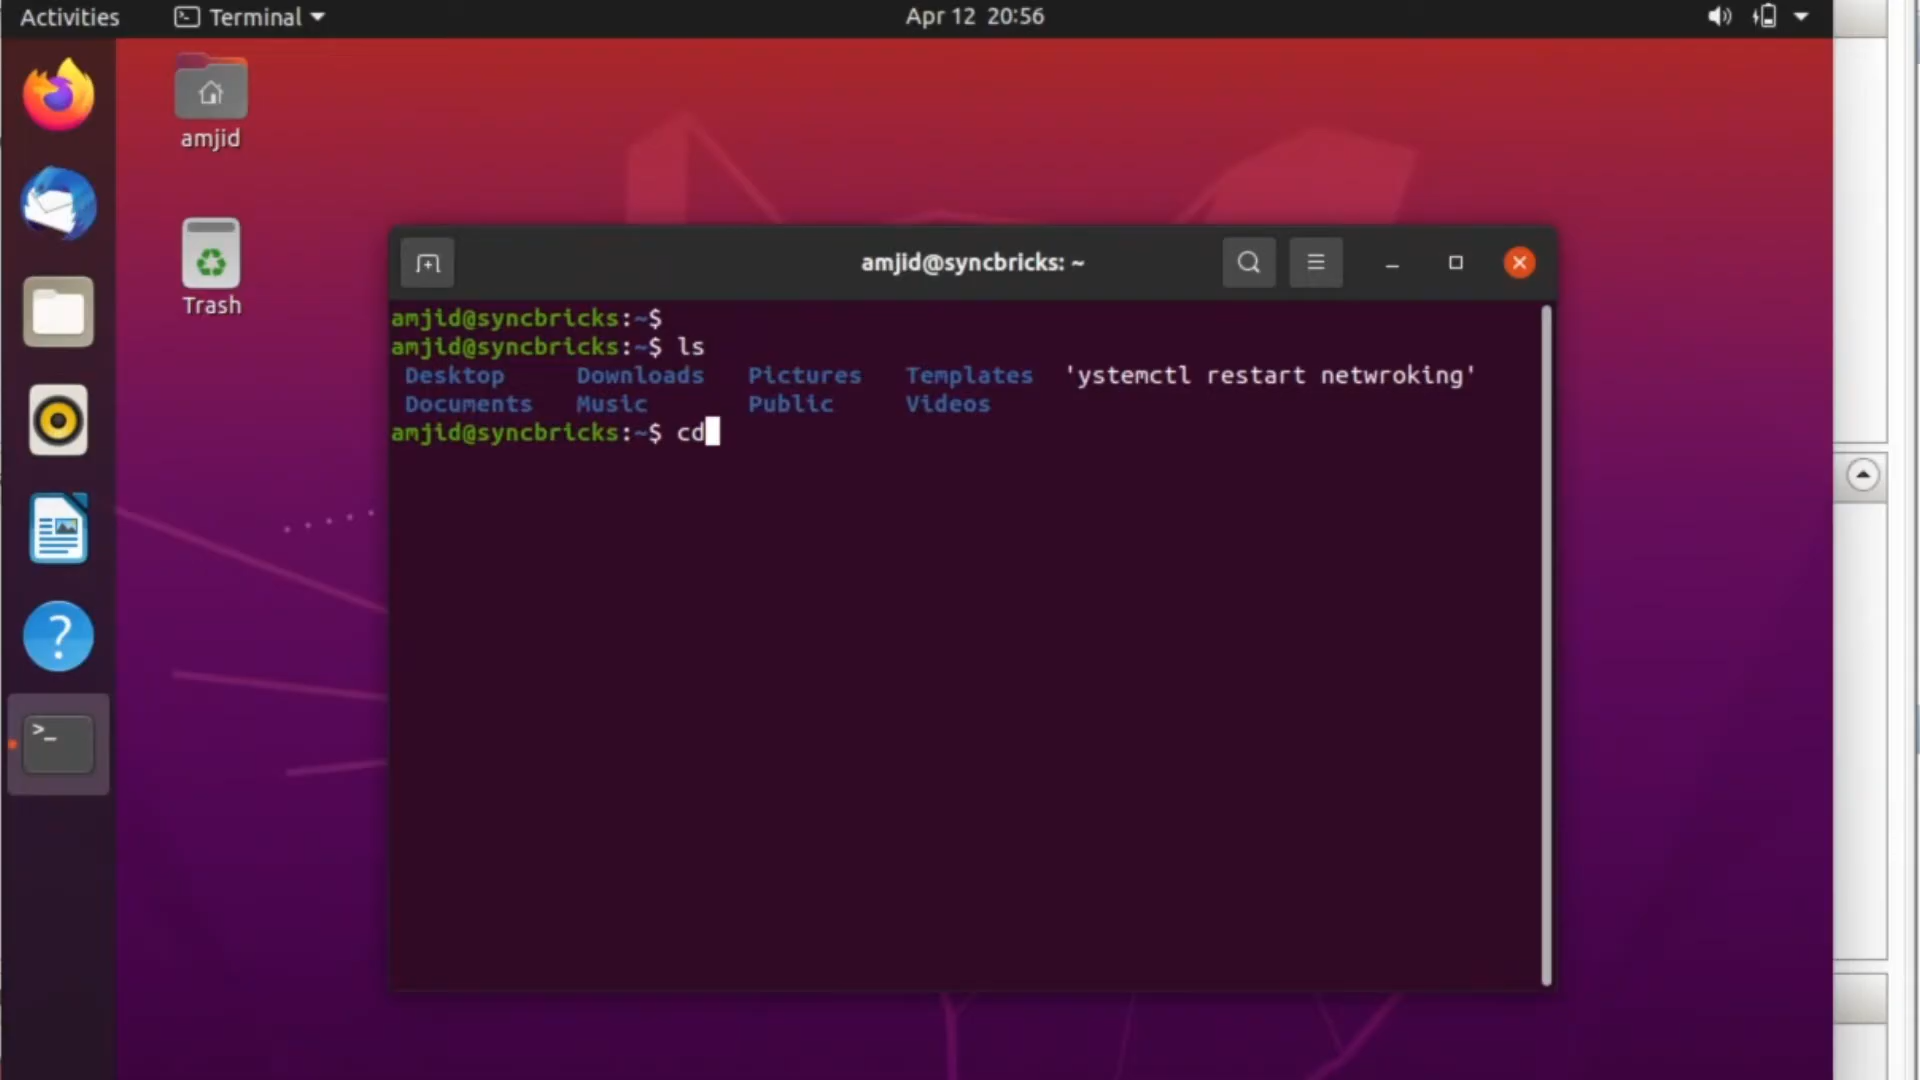 Activities Terminal Apr 12 20:56
amjid
Trash
amjid@syncbricks: ~
amjid@syncbricks:~$
amjid@syncbricks:~$ ls
Desktop Downloads Pictures Templates 'ystemctl restart netwroking'
Documents Music Public Videos
amjid@syncbricks:~$ cd